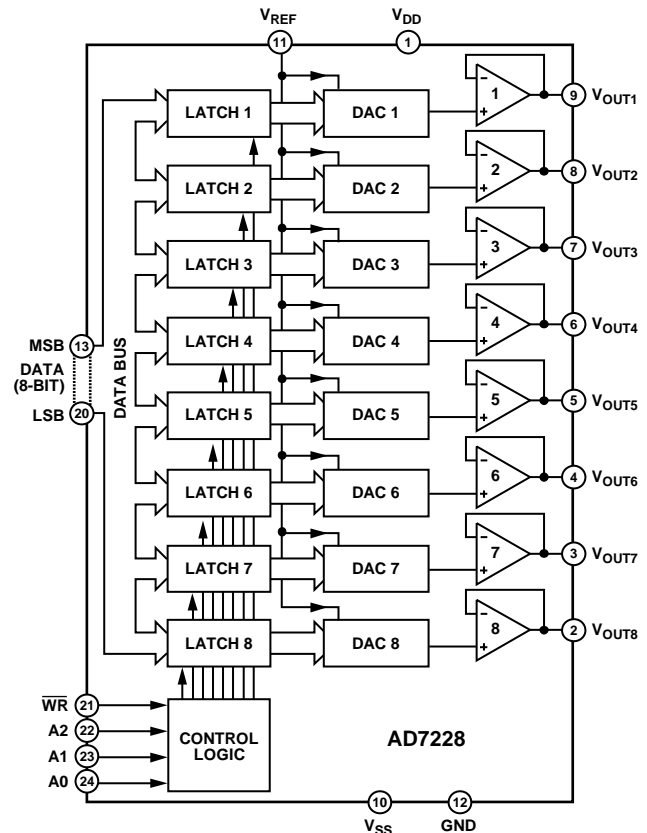 VREF VDD
11 1
LATCH 1 DAC 1 1 9 VOUT1
LATCH 2 DAC 2 2 8 VOUT2
LATCH 3 DAC 3 3 7 VOUT3
LATCH 4 DAC 4 4 6 VOUT4
LATCH 5 DAC 5 5 5 VOUT5
LATCH 6 DAC 6 6 4 VOUT6
LATCH 7 DAC 7 7 3 VOUT7
LATCH 8 DAC 8 8 2 VOUT8
MSB 13
DATA
(8-BIT)
LSB 20
DATA BUS
W̅R̅ 21
A2 22
A1 23
A0 24
CONTROL
LOGIC
AD7228
10 12
VSS GND